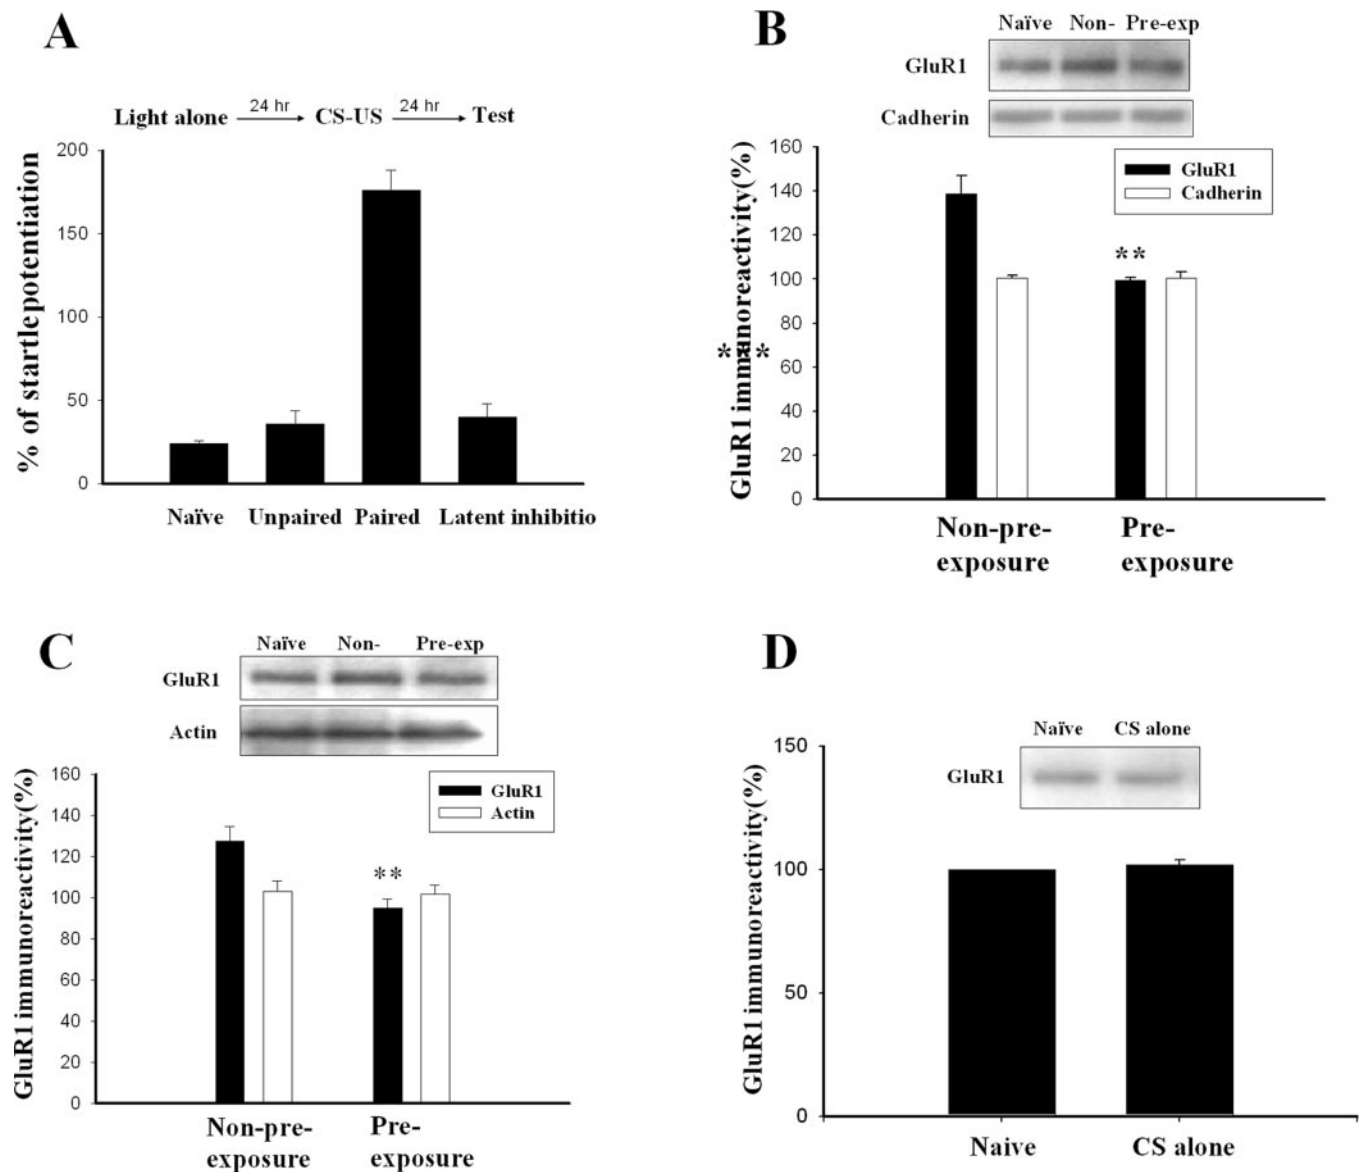 A
Light alone 24 hr CS-US 24 hr Test
% of startlepotentiation
200
150
100
50
0
Naïve Unpaired Paired Latent inhibitio
B
Naïve Non- Pre-exp
GluR1
Cadherin
GluR1 immunoreactivity(%)
***
160
140
120
100
80
60
40
20
0
GluR1
Cadherin
**
Non-pre-
exposure
Pre-
exposure
C
Naïve Non- Pre-exp
GluR1
Actin
GluR1 immunoreactivity(%)
160
140
120
100
80
60
40
20
0
GluR1
Actin
**
Non-pre-
exposure
Pre-
exposure
D
Naïve CS alone
GluR1
GluR1 immunoreactivity(%)
150
100
50
0
Naive CS alone